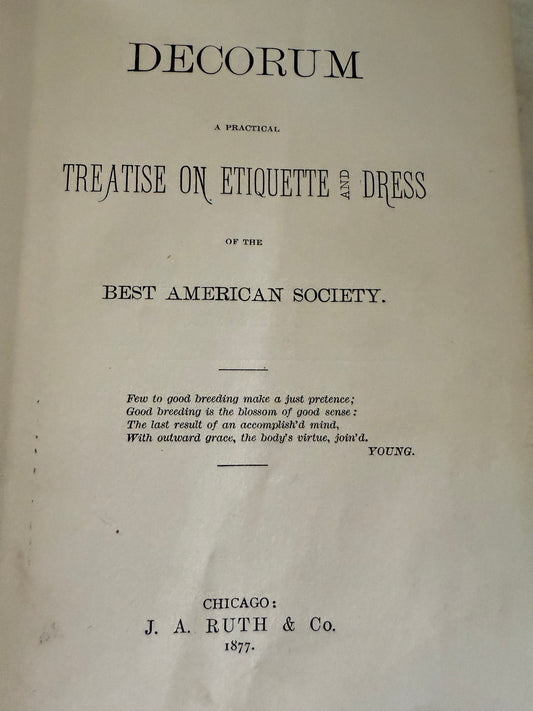 DECORUM
A PRACTICAL
TREATISE ON ETIQUETTE AND DRESS
OF THE
BEST AMERICAN SOCIETY.
Few to good breeding make a just pretence;
Good breeding is the blossom of good sense:
The last result of an accomplish'd mind,
With outward grace, the body's virtue, join'd.
YOUNG.
CHICAGO:
J. A. RUTH & Co.
1877.